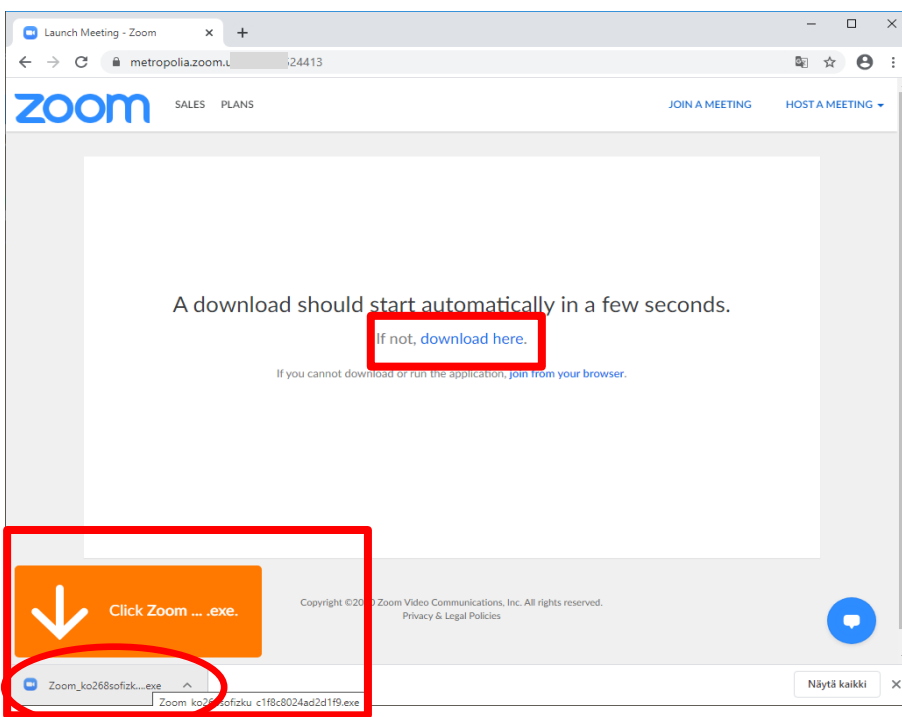 Launch Meeting - Zoom
metropolia.zoom.u 524413
zoom SALES PLANS JOIN A MEETING HOST A MEETING
A download should start automatically in a few seconds.
If not, download here.
If you cannot download or run the application, join from your browser.
Click Zoom ... .exe.
Copyright ©2020 Zoom Video Communications, Inc. All rights reserved.
Privacy & Legal Policies
Zoom_ko268sofizk....exe
Näytä kaikki
Zoom_ko268sofizku_c1f8c8024ad2d1f9.exe